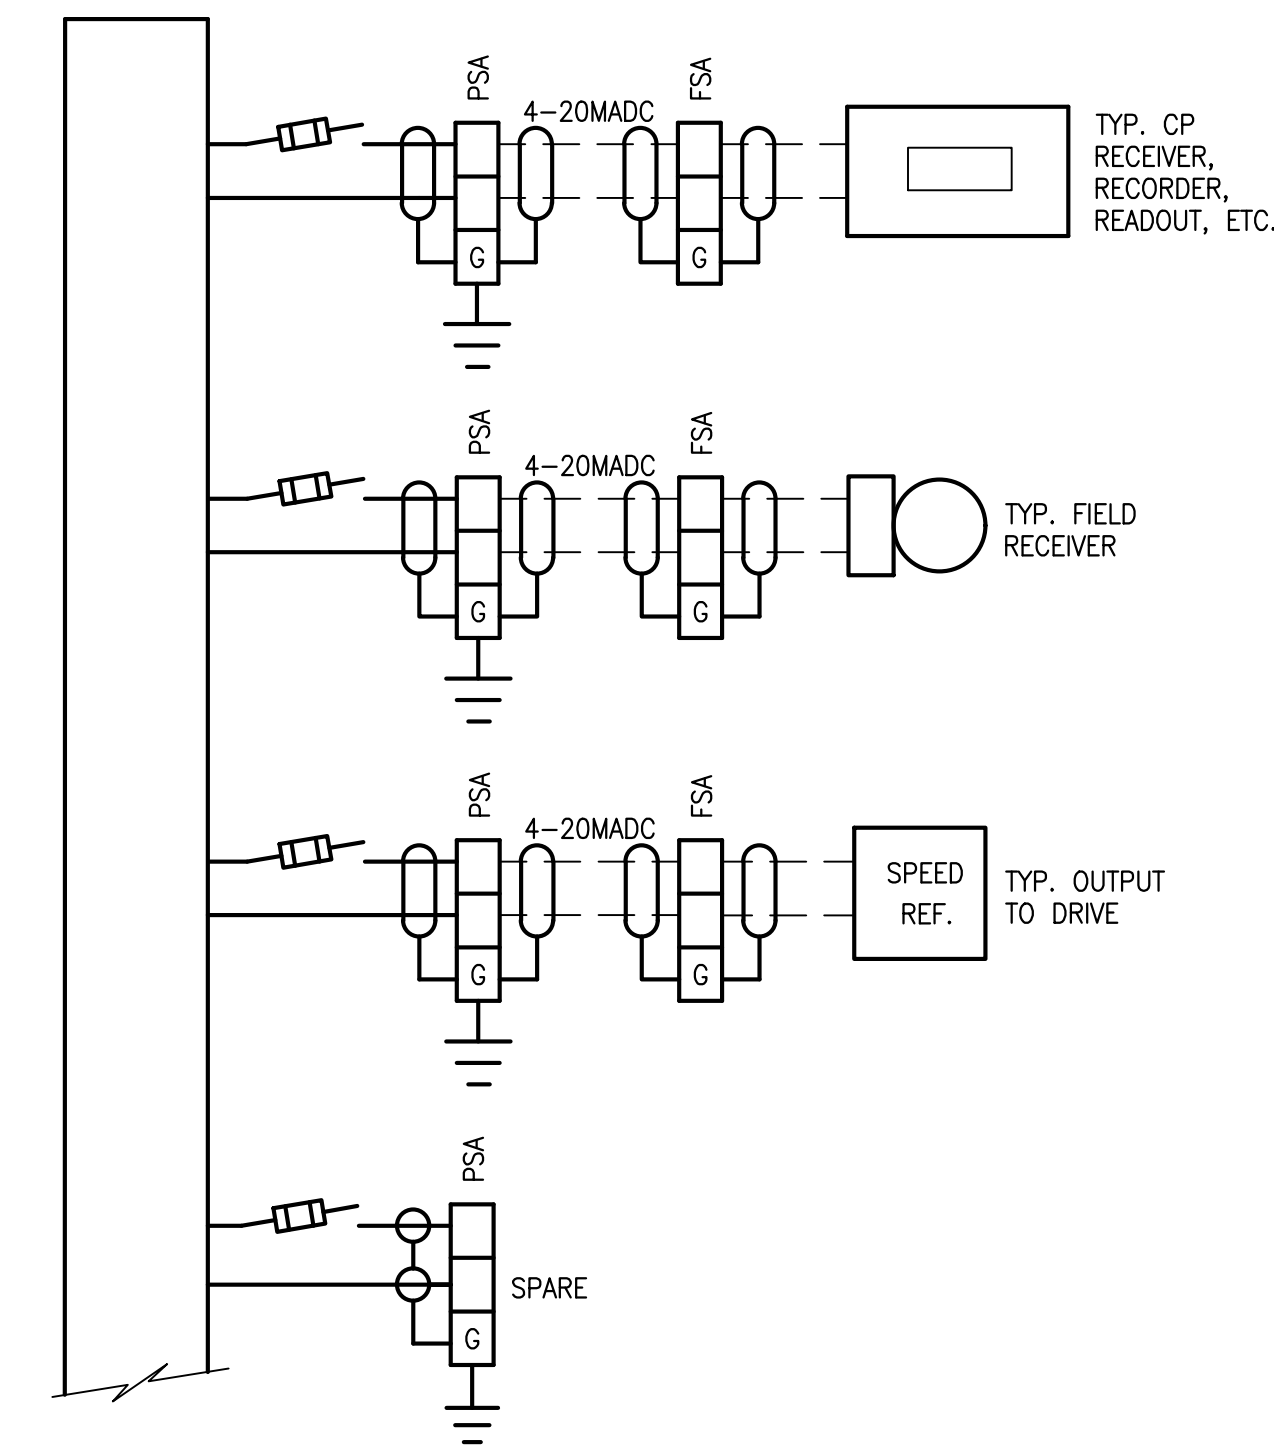 PSA
FSA
4-20MADC
TYP. CP
RECEIVER,
RECORDER,
READOUT, ETC.
G
G
PSA
FSA
4-20MADC
TYP. FIELD
RECEIVER
G
G
PSA
FSA
4-20MADC
SPEED
REF.
TYP. OUTPUT
TO DRIVE
G
G
PSA
SPARE
G